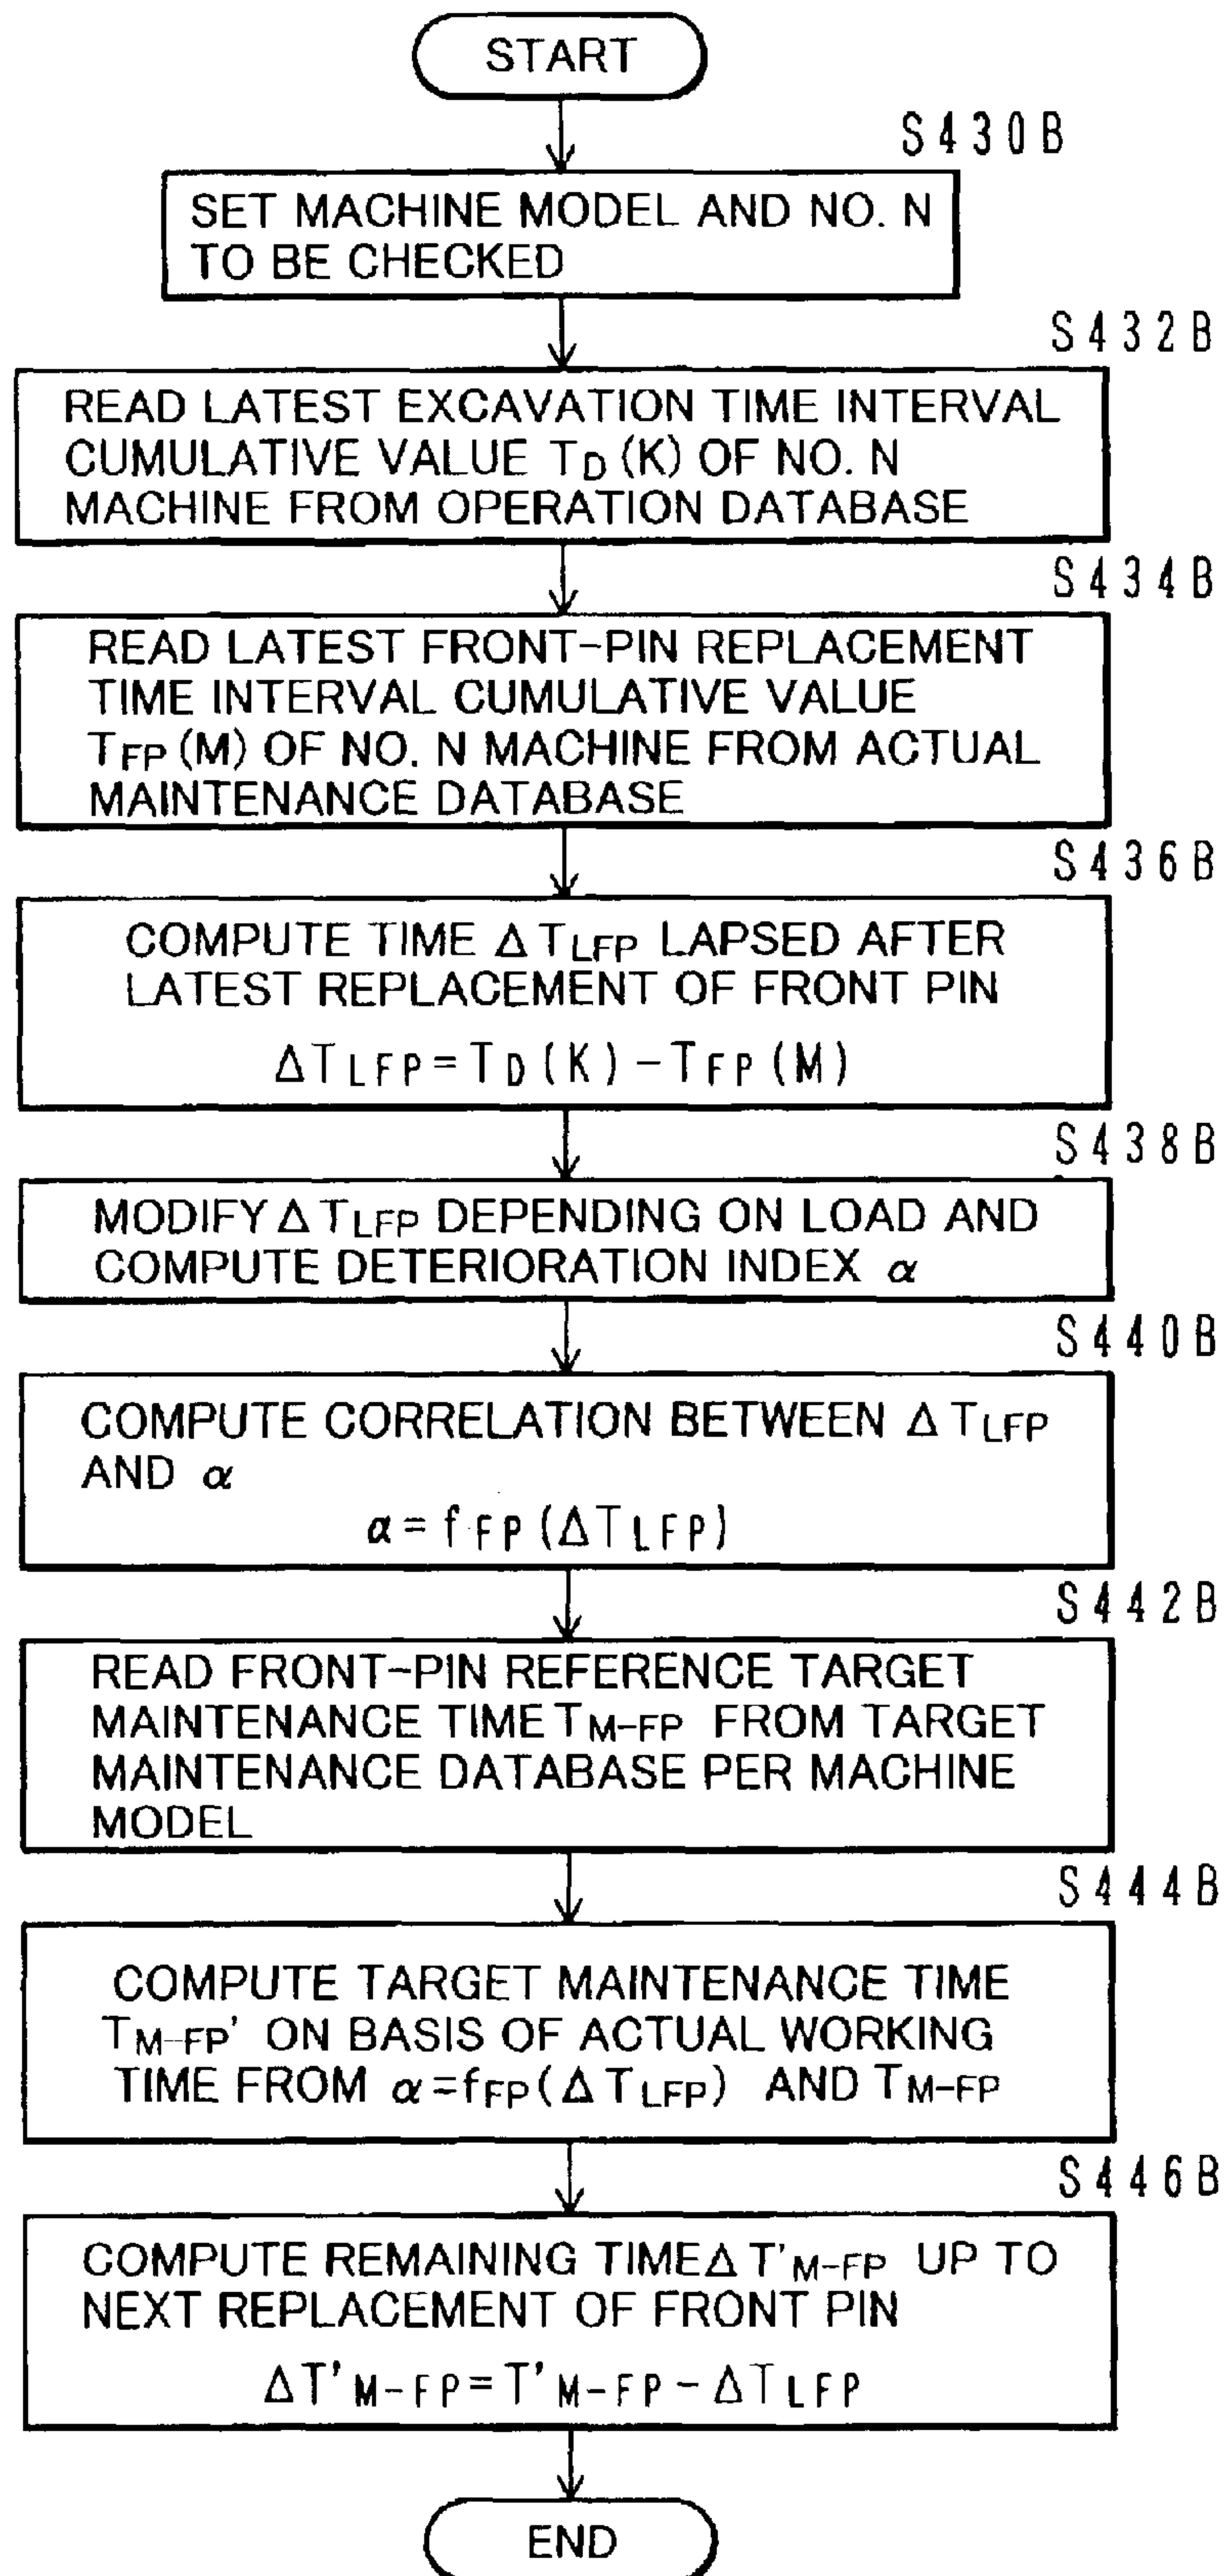 START
S430B
SET MACHINE MODEL AND NO. N
TO BE CHECKED
S432B
READ LATEST EXCAVATION TIME INTERVAL
CUMULATIVE VALUE TD (K) OF NO. N
MACHINE FROM OPERATION DATABASE
S434B
READ LATEST FRONT-PIN REPLACEMENT
TIME INTERVAL CUMULATIVE VALUE
TFP (M) OF NO. N MACHINE FROM ACTUAL
MAINTENANCE DATABASE
S436B
COMPUTE TIME ΔTLFP LAPSED AFTER
LATEST REPLACEMENT OF FRONT PIN
ΔTLFP=TD (K) -TFP (M)
S438B
MODIFY ΔTLFP DEPENDING ON LOAD AND
COMPUTE DETERIORATION INDEX α
S440B
COMPUTE CORRELATION BETWEEN ΔTLFP
AND α
α=fFP (ΔTLFP)
S442B
READ FRONT-PIN REFERENCE TARGET
MAINTENANCE TIME TM-FP FROM TARGET
MAINTENANCE DATABASE PER MACHINE
MODEL
S444B
COMPUTE TARGET MAINTENANCE TIME
TM-FP' ON BASIS OF ACTUAL WORKING
TIME FROM α=fFP(ΔTLFP) AND TM-FP
S446B
COMPUTE REMAINING TIME ΔT'M-FP UP TO
NEXT REPLACEMENT OF FRONT PIN
ΔT'M-FP=T'M-FP-ΔTLFP
END